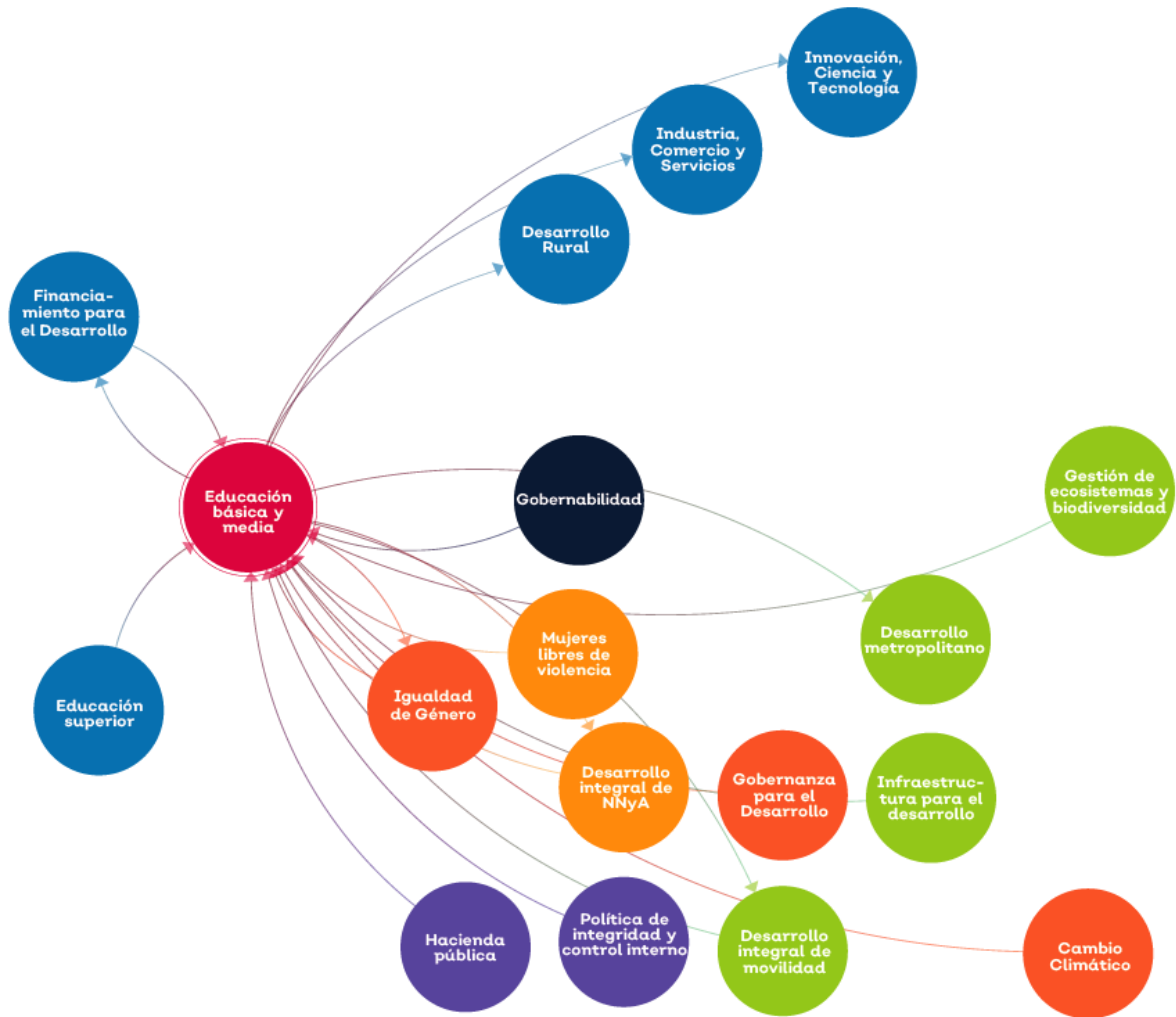 Innovación,
Ciencia y
Tecnología
Industria,
Comercio y
Servicios
Desarrollo
Rural
Financia-
miento para
el Desarrollo
Educación
básica y
media
Gobernabilidad
Gestión de
ecosistemas y
biodiversidad
Mujeres
libres de
violencia
Desarrollo
metropolitano
Educación
superior
Igualdad
de Género
Desarrollo
integral de
NNyA
Gobernanza
para el
Desarrollo
Infraestruc-
tura para el
desarrollo
Hacienda
pública
Política de
integridad y
control interno
Desarrollo
integral de
movilidad
Cambio
Climático